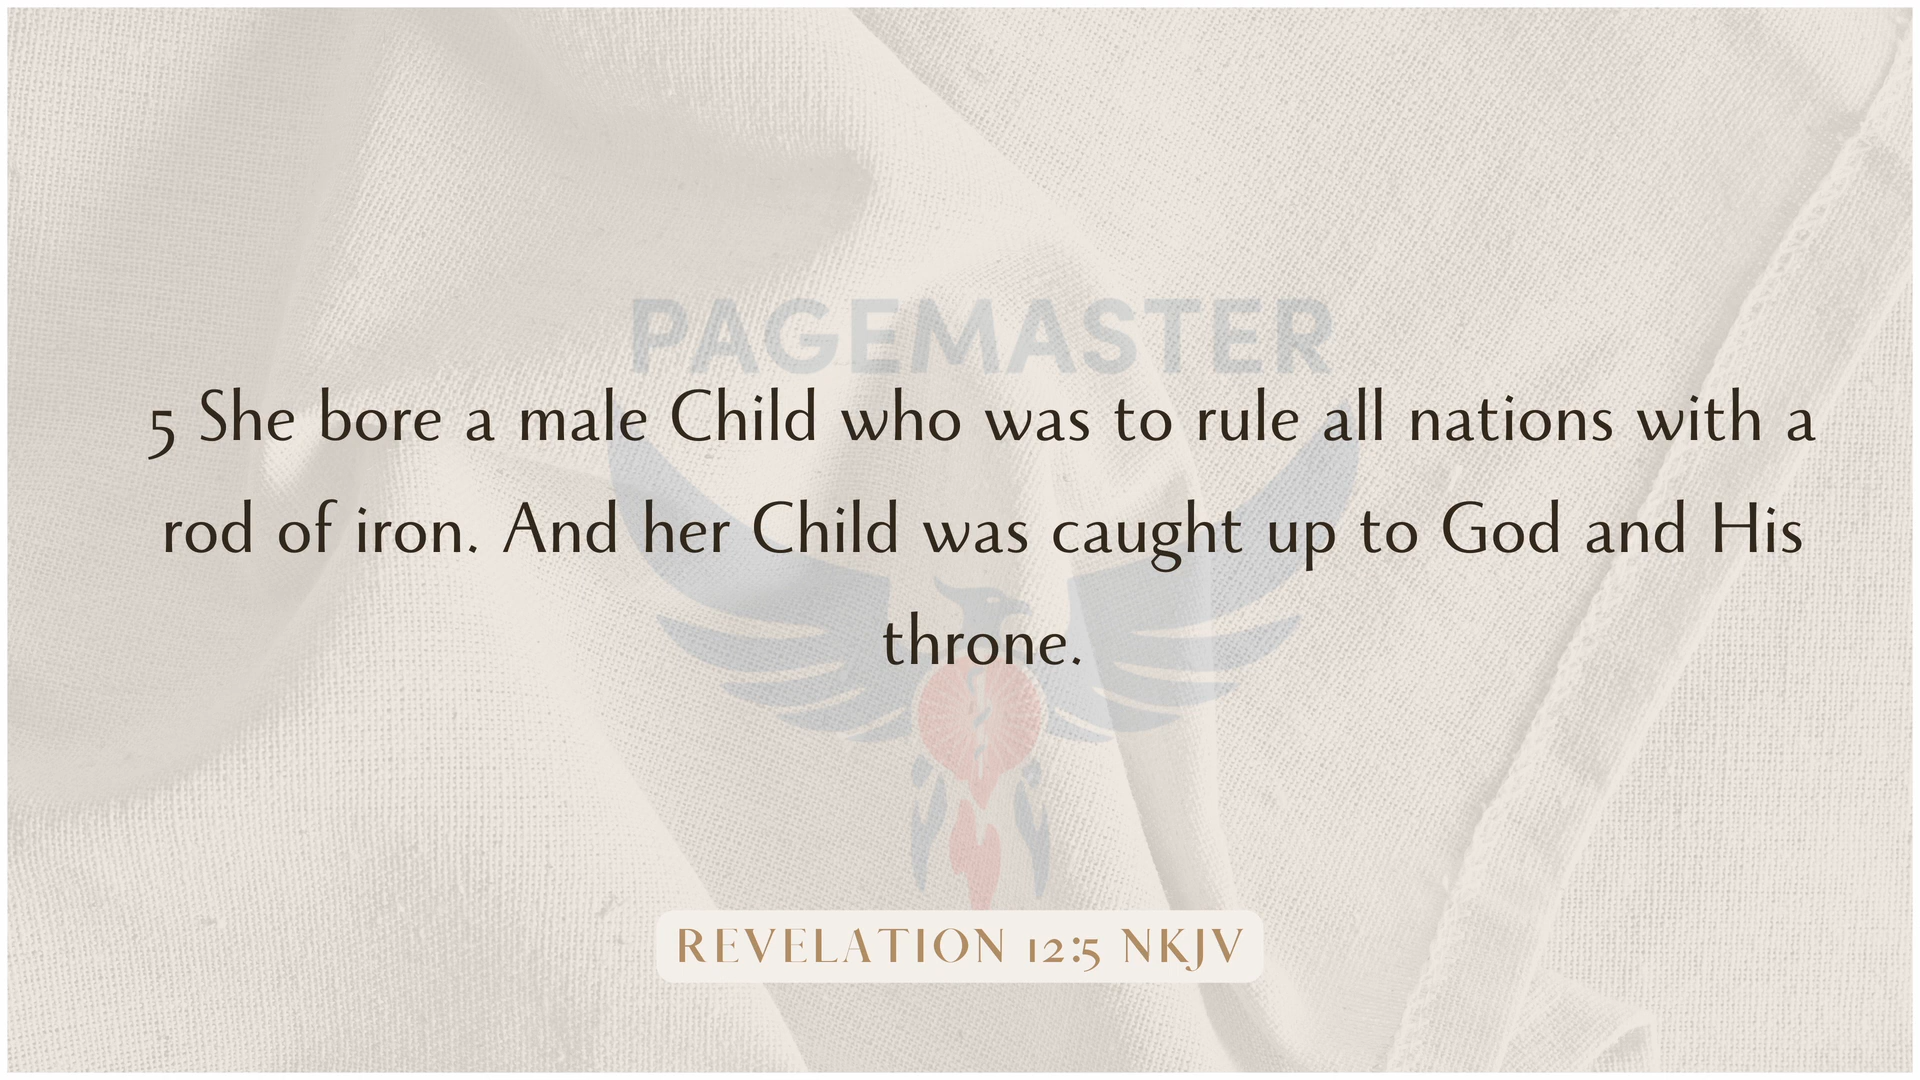 PAGEMASTER
5 She bore a male Child who was to rule all nations with a
rod of iron. And her Child was caught up to God and His
throne.
REVELATION 12:5 NKJV